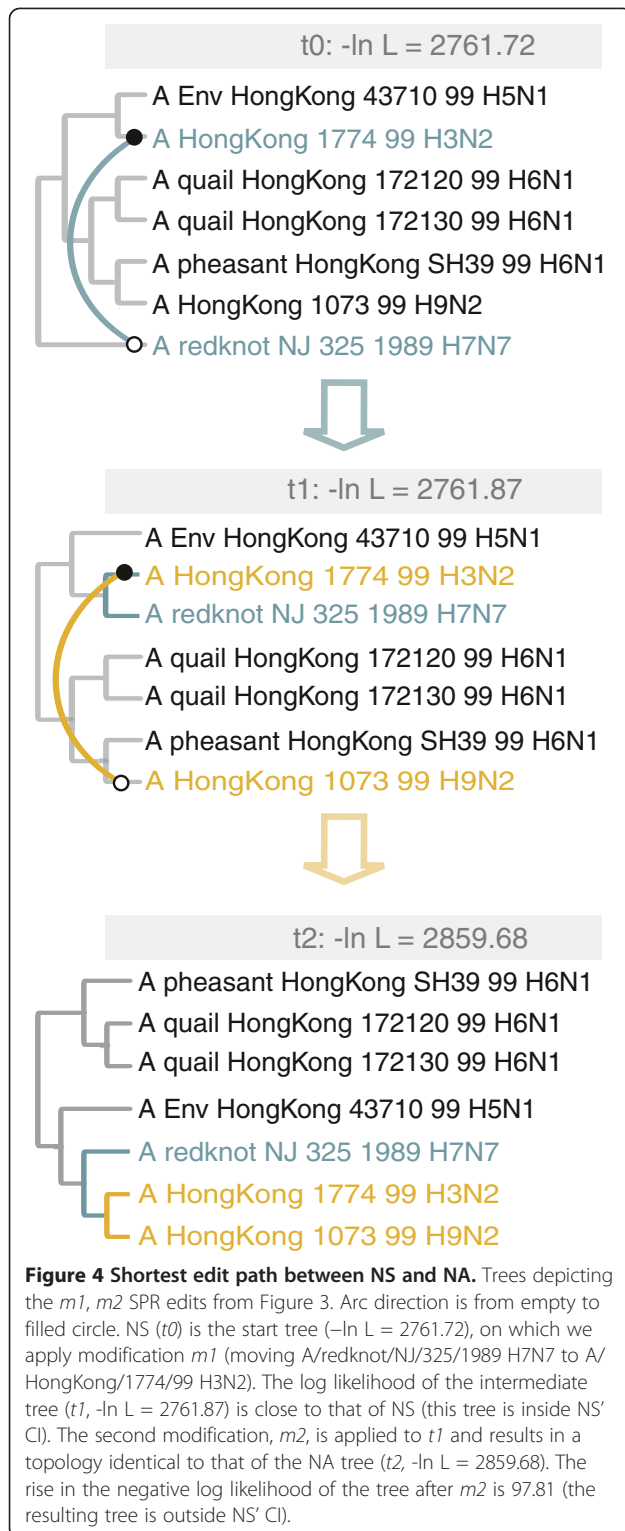 t0: -ln L = 2761.72
A Env HongKong 43710 99 H5N1
A HongKong 1774 99 H3N2
A quail HongKong 172120 99 H6N1
A quail HongKong 172130 99 H6N1
A pheasant HongKong SH39 99 H6N1
A HongKong 1073 99 H9N2
A redknot NJ 325 1989 H7N7
t1: -ln L = 2761.87
A Env HongKong 43710 99 H5N1
A HongKong 1774 99 H3N2
A redknot NJ 325 1989 H7N7
A quail HongKong 172120 99 H6N1
A quail HongKong 172130 99 H6N1
A pheasant HongKong SH39 99 H6N1
A HongKong 1073 99 H9N2
t2: -ln L = 2859.68
A pheasant HongKong SH39 99 H6N1
A quail HongKong 172120 99 H6N1
A quail HongKong 172130 99 H6N1
A Env HongKong 43710 99 H5N1
A redknot NJ 325 1989 H7N7
A HongKong 1774 99 H3N2
A HongKong 1073 99 H9N2
Figure 4 Shortest edit path between NS and NA. Trees depicting
the m1, m2 SPR edits from Figure 3. Arc direction is from empty to
filled circle. NS (t0) is the start tree (−ln L = 2761.72), on which we
apply modification m1 (moving A/redknot/NJ/325/1989 H7N7 to A/
HongKong/1774/99 H3N2). The log likelihood of the intermediate
tree (t1, -ln L = 2761.87) is close to that of NS (this tree is inside NS'
CI). The second modification, m2, is applied to t1 and results in a
topology identical to that of the NA tree (t2, -ln L = 2859.68). The
rise in the negative log likelihood of the tree after m2 is 97.81 (the
resulting tree is outside NS' CI).